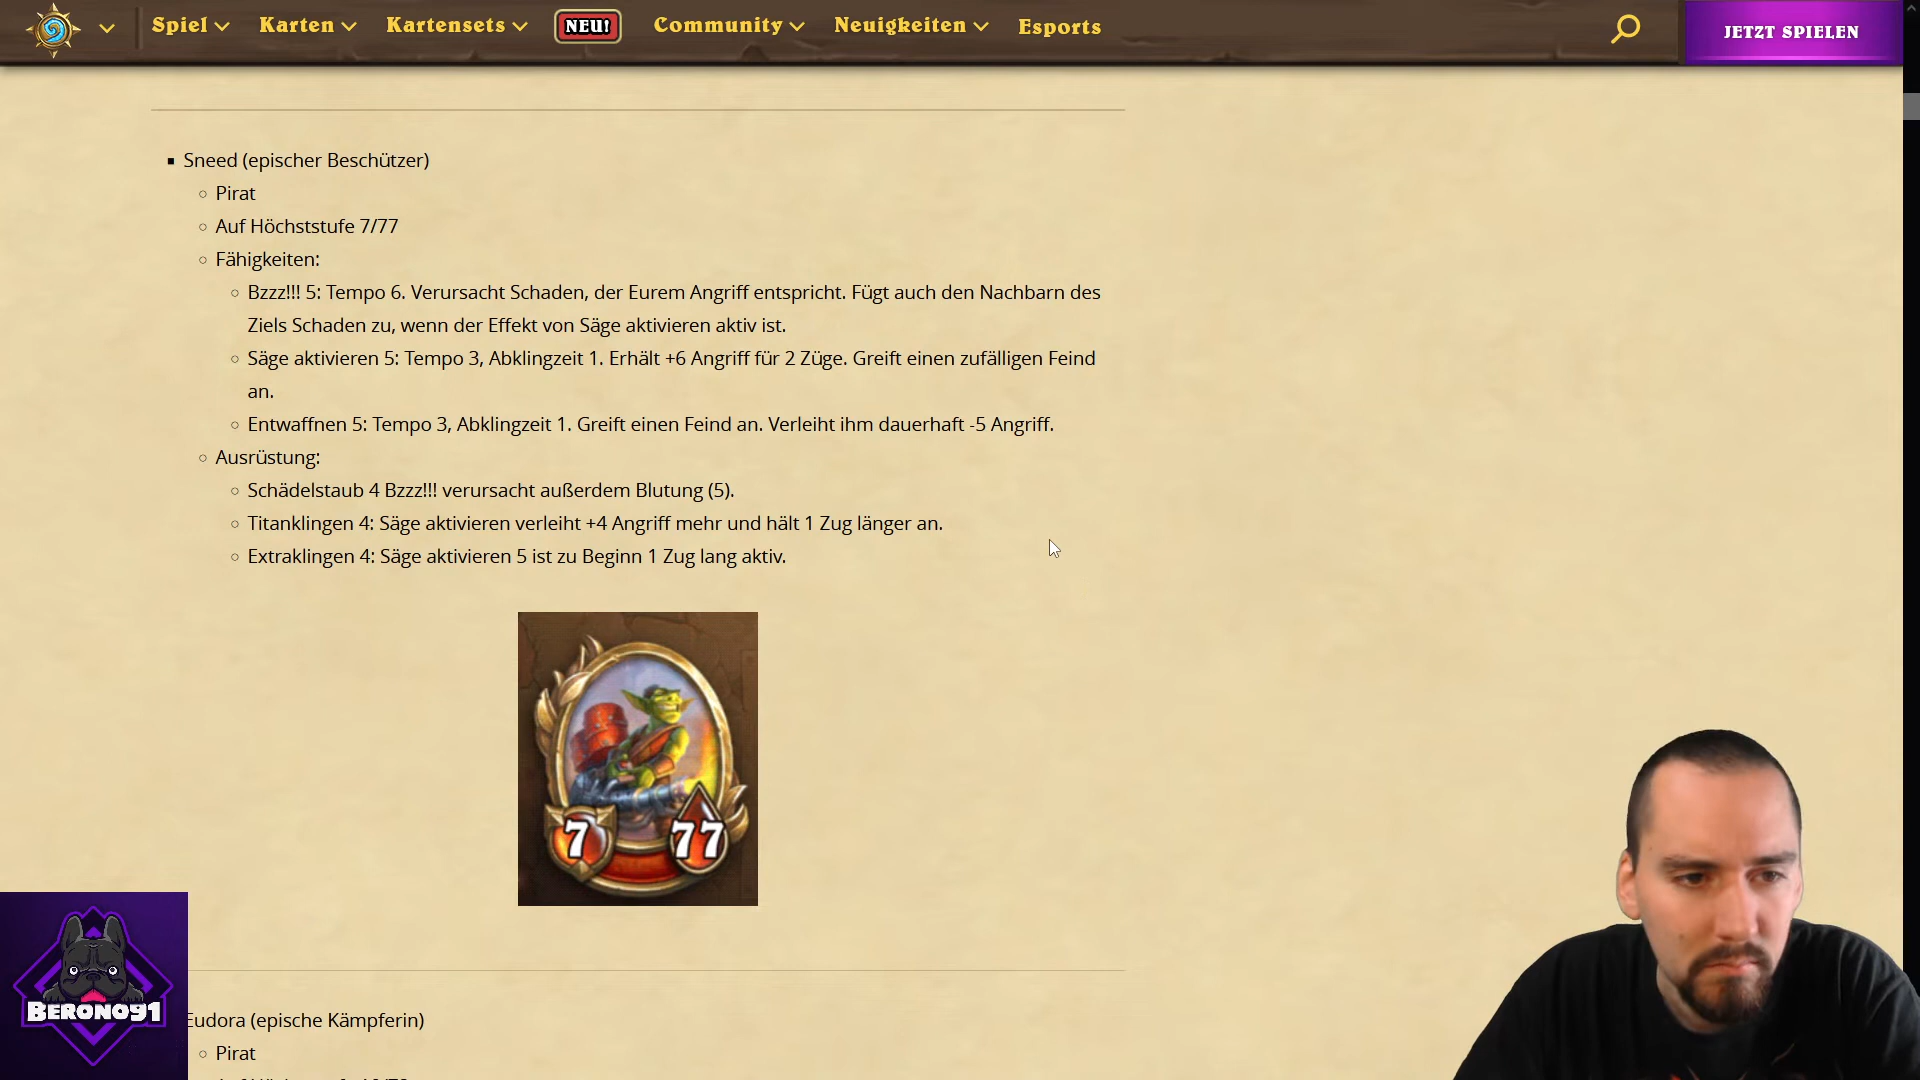 Spiel Karten Kartensets NEU! Community Neuigkeiten Esports JETZT SPIELEN
Sneed (epischer Beschützer)
Pirat
Auf Höchststufe 7/77
Fähigkeiten:
Bzzz!!! 5: Tempo 6. Verursacht Schaden, der Eurem Angriff entspricht. Fügt auch den Nachbarn des
Ziels Schaden zu, wenn der Effekt von Säge aktivieren aktiv ist.
Säge aktivieren 5: Tempo 3, Abklingzeit 1. Erhält +6 Angriff für 2 Züge. Greift einen zufälligen Feind
an.
Entwaffnen 5: Tempo 3, Abklingzeit 1. Greift einen Feind an. Verleiht ihm dauerhaft -5 Angriff.
Ausrüstung:
Schädelstaub 4 Bzzz!!! verursacht außerdem Blutung (5).
Titanklingen 4: Säge aktivieren verleiht +4 Angriff mehr und hält 1 Zug länger an.
Extraklingen 4: Säge aktivieren 5 ist zu Beginn 1 Zug lang aktiv.
7 77
BERONO91
Eudora (epische Kämpferin)
Pirat